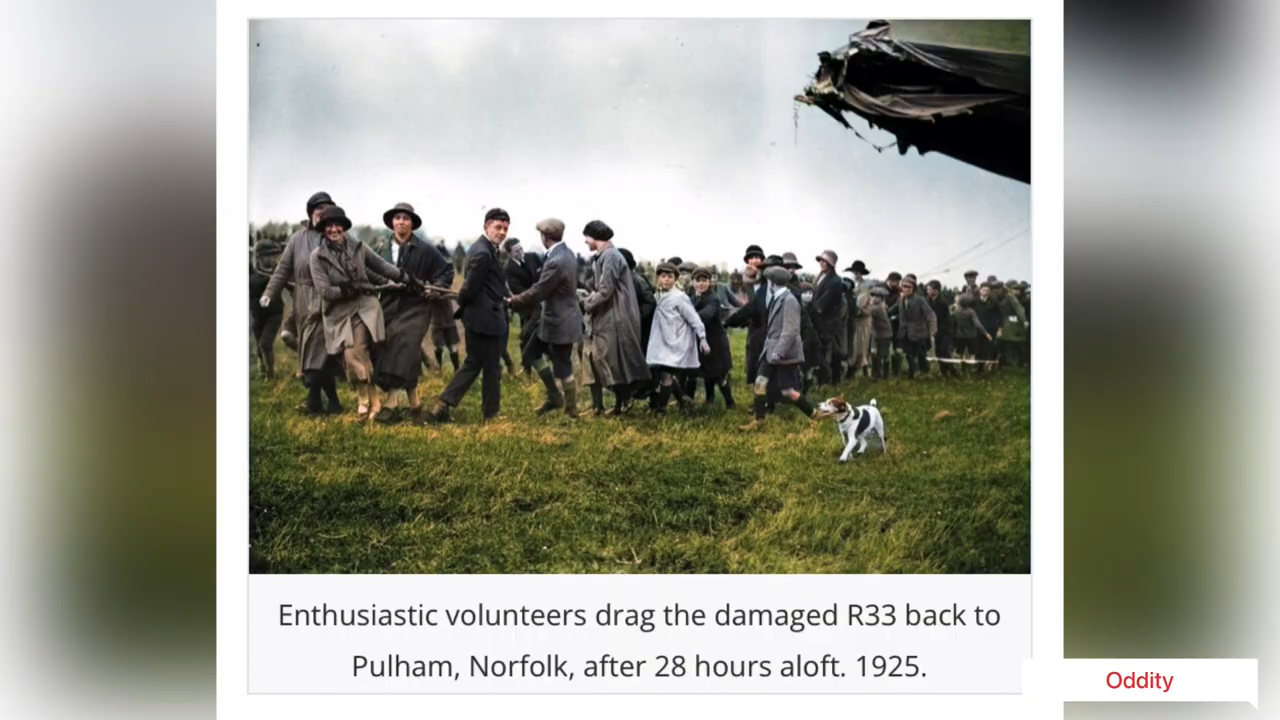 Enthusiastic volunteers drag the damaged R33 back to
Pulham, Norfolk, after 28 hours aloft. 1925.
Oddity